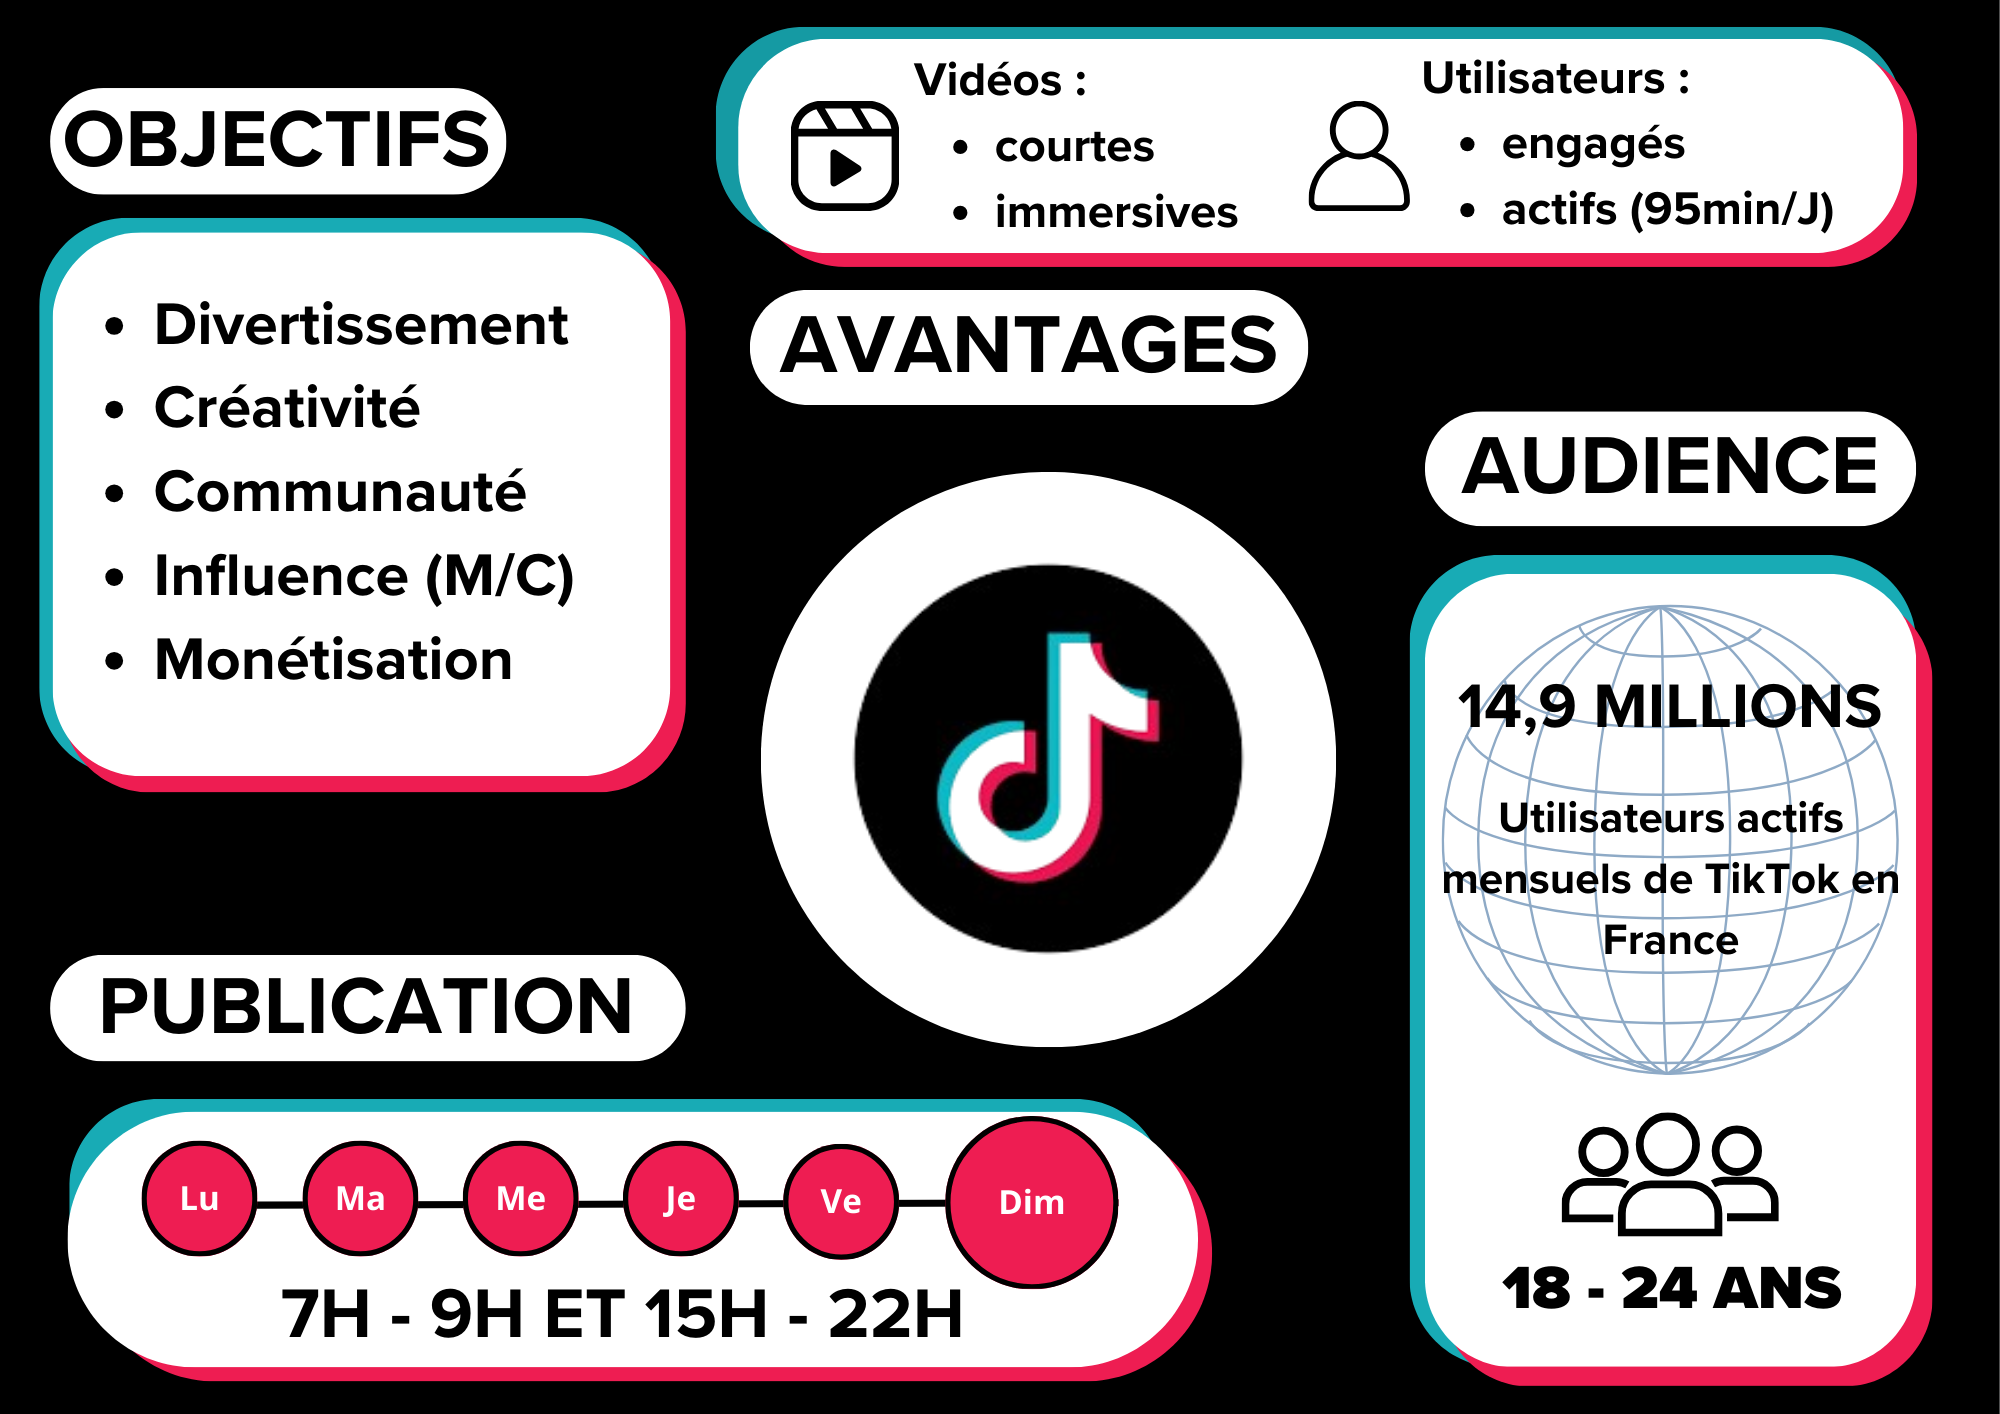 OBJECTIFS
• Divertissement
• Créativité
• Communauté
• Influence (M/C)
• Monétisation
Vidéos :
• courtes
• immersives
Utilisateurs :
• engagés
• actifs (95min/J)
AVANTAGES
AUDIENCE
14,9 MILLIONS
Utilisateurs actifs
mensuels de TikTok en
France
18 - 24 ANS
PUBLICATION
Lu Ma Me Je Ve Dim
7H - 9H ET 15H - 22H